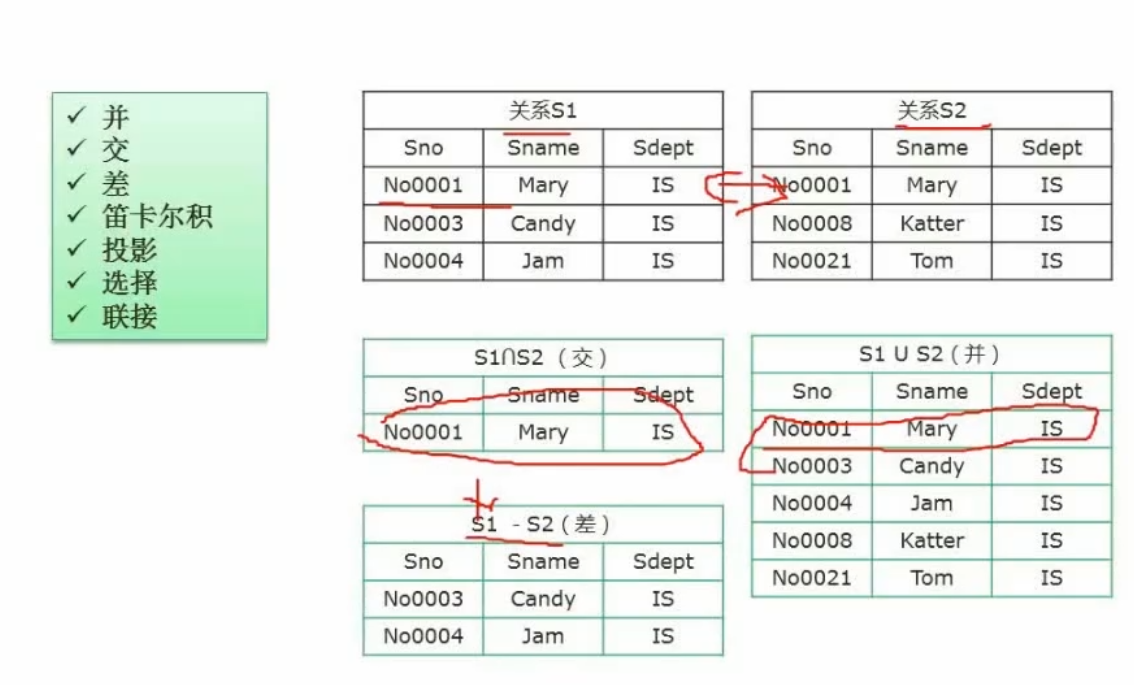 ✓ 并
✓ 交
✓ 差
✓ 笛卡尔积
✓ 投影
✓ 选择
✓ 联接
关系S1
Sno Sname Sdept
No0001 Mary IS
No0003 Candy IS
No0004 Jam IS
关系S2
Sno Sname Sdept
No0001 Mary IS
No0008 Katter IS
No0021 Tom IS
S1∩S2 （交）
Sno Sname Sdept
No0001 Mary IS
S1 U S2（并）
Sno Sname Sdept
No0001 Mary IS
No0003 Candy IS
No0004 Jam IS
No0008 Katter IS
No0021 Tom IS
S1 - S2（差）
Sno Sname Sdept
No0003 Candy IS
No0004 Jam IS